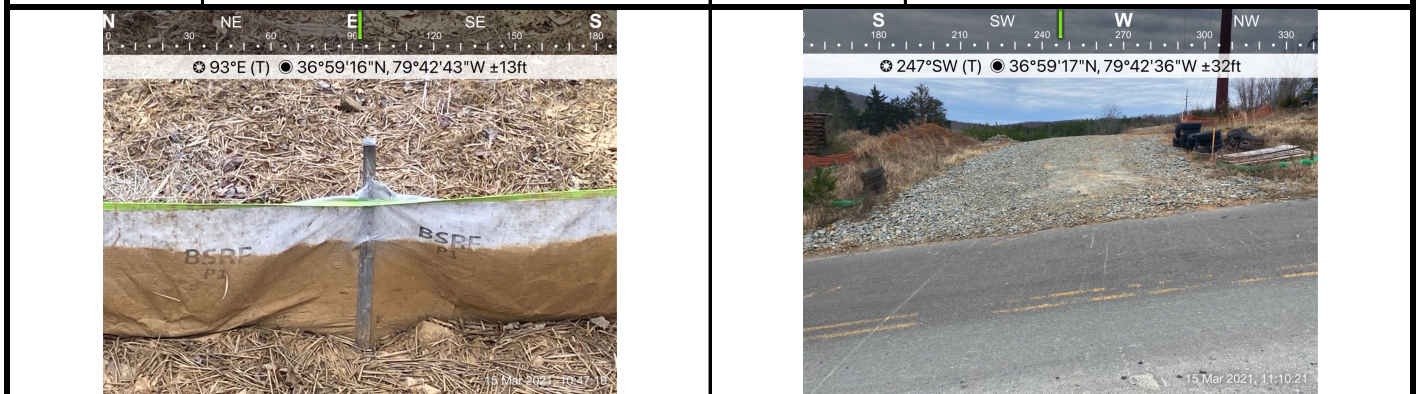 N NE E SE S
0 30 60 90 120 150 180
93°E (T) 36°59'16"N, 79°42'43"W ±13ft
BSRF
P1
BSRF
P1
15 Mar 2021, 10:47:19
S SW W NW
180 210 240 270 300 330
247°SW (T) 36°59'17"N, 79°42'36"W ±32ft
15 Mar 2021, 11:10:21